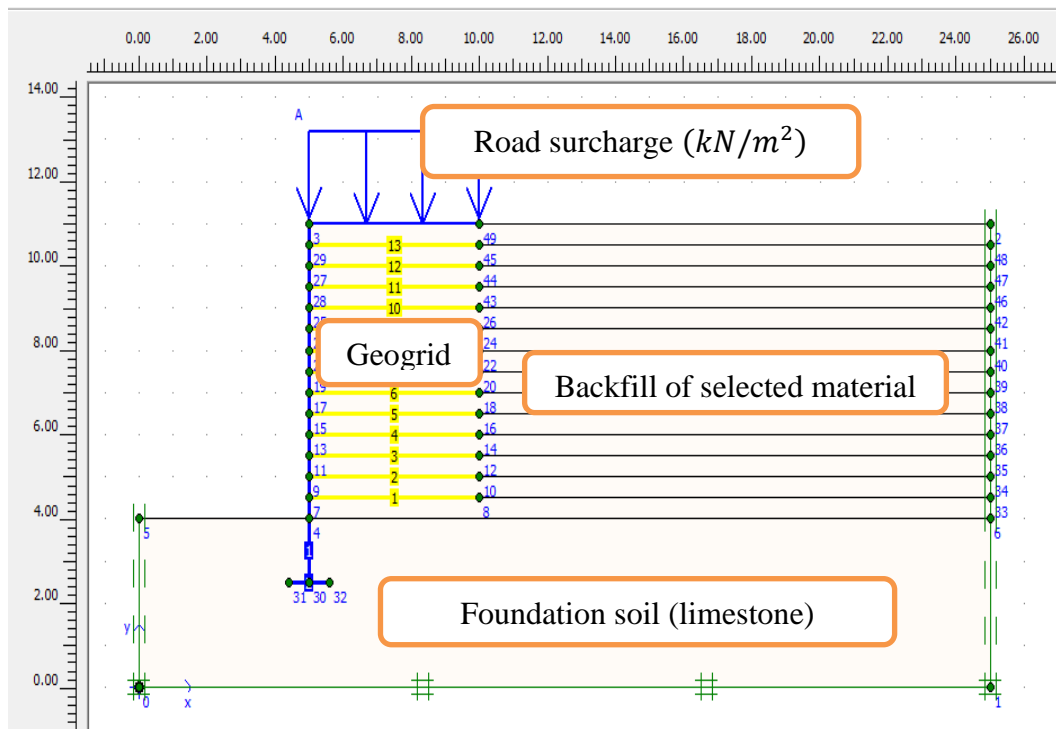 0.00 2.00 4.00 6.00 8.00 10.00 12.00 14.00 16.00 18.00 20.00 22.00 24.00 26.00
14.00
A
Road surcharge (kN/m²)
12.00
3 13 49 2
10.00
29 12 45 48
27 11 44 47
28 10 43 46
26 42
8.00
24 41
Geogrid
22 40
Backfill of selected material
19 6 20 39
17 5 18 38
6.00
15 4 16 37
13 3 14 36
11 2 12 35
9 1 10 34
4.00
7 8 33
5 4 6
1
2.00
31 30 32
Foundation soil (limestone)
y
0.00
0 x 1